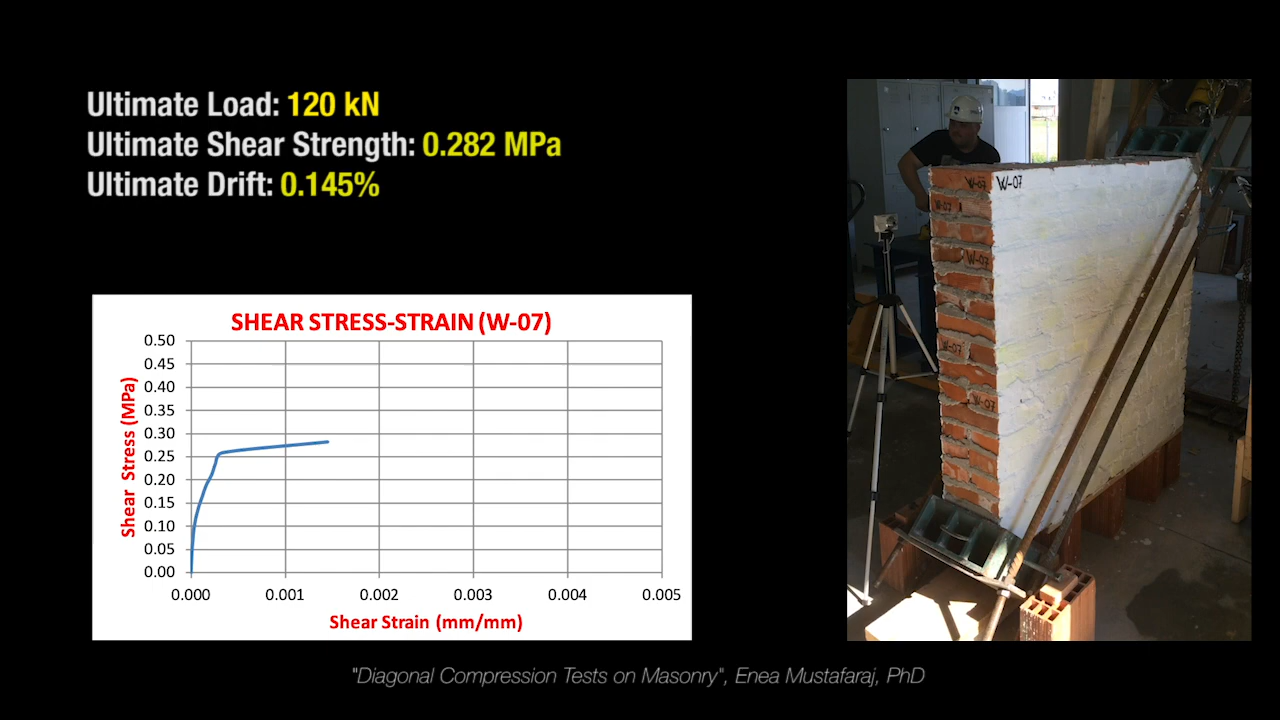 Ultimate Load: 120 kN
Ultimate Shear Strength: 0.282 MPa
Ultimate Drift: 0.145%
SHEAR STRESS-STRAIN (W-07)
Shear Stress (MPa)
0.50
0.45
0.40
0.35
0.30
0.25
0.20
0.15
0.10
0.05
0.00
0.000 0.001 0.002 0.003 0.004 0.005
Shear Strain (mm/mm)
W-07 W-07
W-07
W-07
W-07
W-07
"Diagonal Compression Tests on Masonry", Enea Mustafaraj, PhD